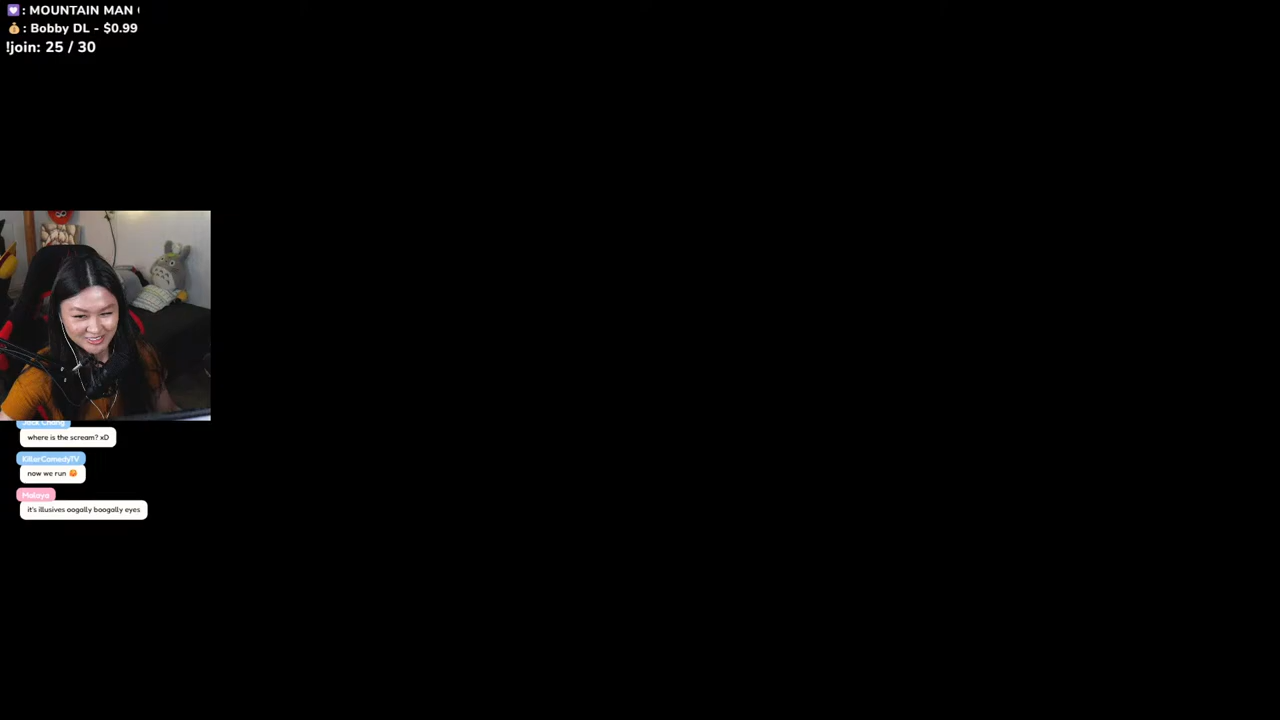 : MOUNTAIN MAN
: Bobby DL - $0.99
!join: 25 / 30
where is the scream? xD
KillerComedyTV
now we run
Malaya
it's illusives oogally boogally eyes